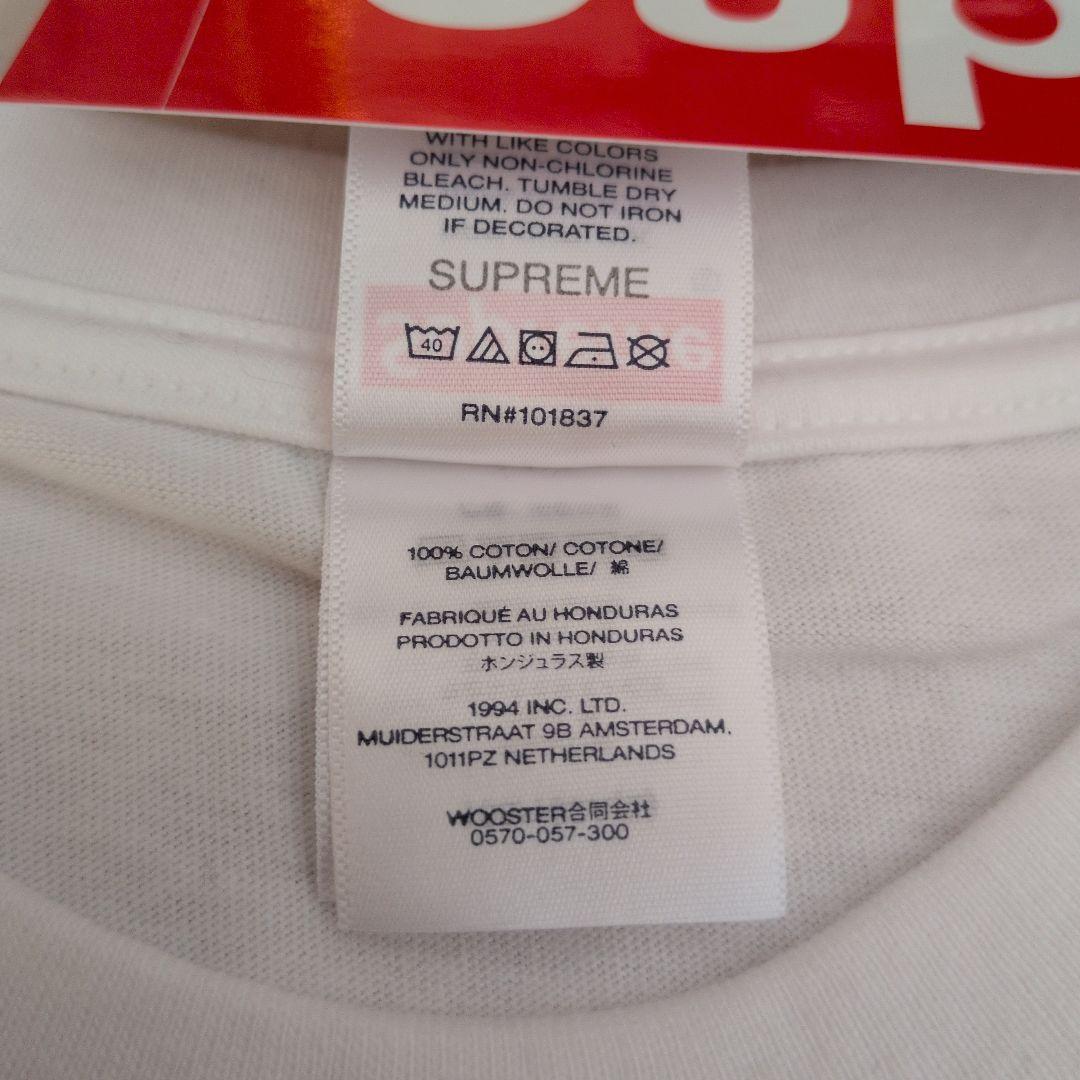 Sup
WITH LIKE COLORS
ONLY NON-CHLORINE
BLEACH. TUMBLE DRY
MEDIUM. DO NOT IRON
IF DECORATED.
SUPREME
40
RN#101837
100% COTON/ COTONE/
BAUMWOLLE/ 綿
FABRIQUÉ AU HONDURAS
PRODOTTO IN HONDURAS
ホンジュラス製
1994 INC. LTD.
MUIDERSTRAAT 9B AMSTERDAM,
1011PZ NETHERLANDS
WOOSTER合同会社
0570-057-300